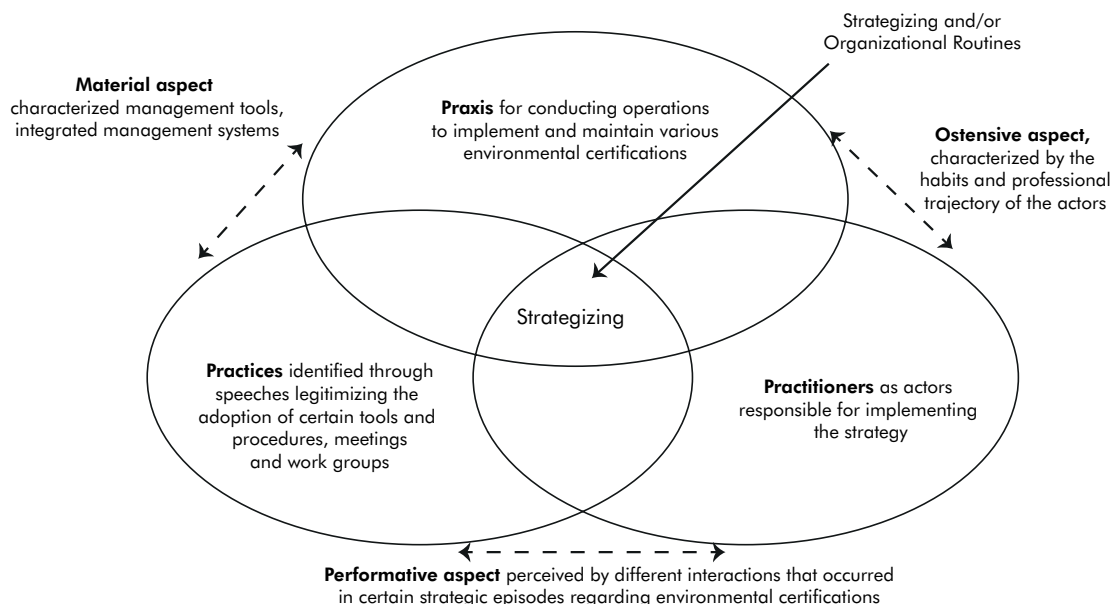 Strategizing and/or
Organizational Routines
Material aspect
characterized management tools,
integrated management systems
Praxis for conducting operations
to implement and maintain various
environmental certifications
Ostensive aspect,
characterized by the
habits and professional
trajectory of the actors
Strategizing
Practices identified through
speeches legitimizing the
adoption of certain tools and
procedures, meetings
and work groups
Practitioners as actors
responsible for implementing
the strategy
Performative aspect perceived by different interactions that occurred
in certain strategic episodes regarding environmental certifications